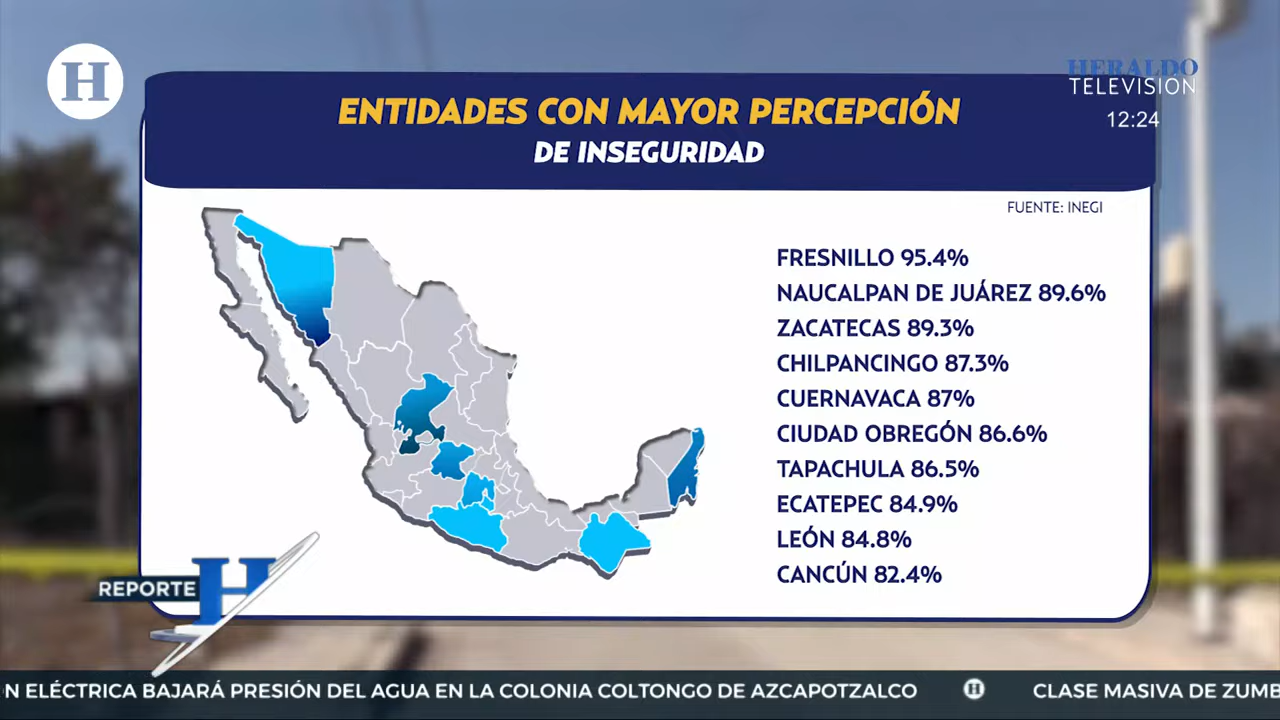 H
HERALDO
TELEVISION
12:24
ENTIDADES CON MAYOR PERCEPCIÓN
DE INSEGURIDAD
FUENTE: INEGI
FRESNILLO 95.4%
NAUCALPAN DE JUÁREZ 89.6%
ZACATECAS 89.3%
CHILPANCINGO 87.3%
CUERNAVACA 87%
CIUDAD OBREGÓN 86.6%
TAPACHULA 86.5%
ECATEPEC 84.9%
LEÓN 84.8%
CANCÚN 82.4%
REPORTE H
N ELÉCTRICA BAJARÁ PRESIÓN DEL AGUA EN LA COLONIA COLTONGO DE AZCAPOTZALCO H CLASE MASIVA DE ZUMB